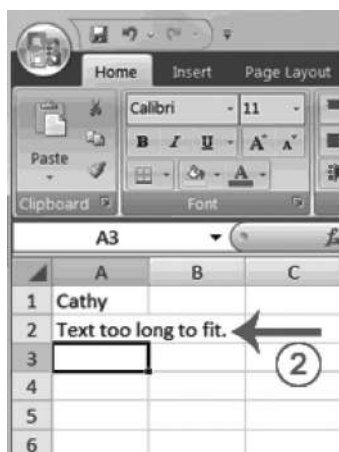 Home Insert Page Layout
Calibri 11
B I U A A
Paste A
Clipboard Font
A3
A B C
1 Cathy
2 Text too long to fit.
2
3
4
5
6